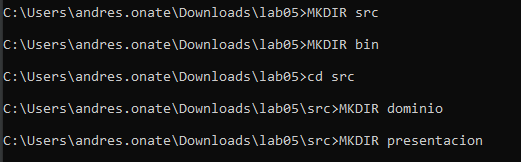 C:\Users\andres.onate\Downloads\lab05>MKDIR src
C:\Users\andres.onate\Downloads\lab05>MKDIR bin
C:\Users\andres.onate\Downloads\lab05>cd src
C:\Users\andres.onate\Downloads\lab05\src>MKDIR dominio
C:\Users\andres.onate\Downloads\lab05\src>MKDIR presentacion